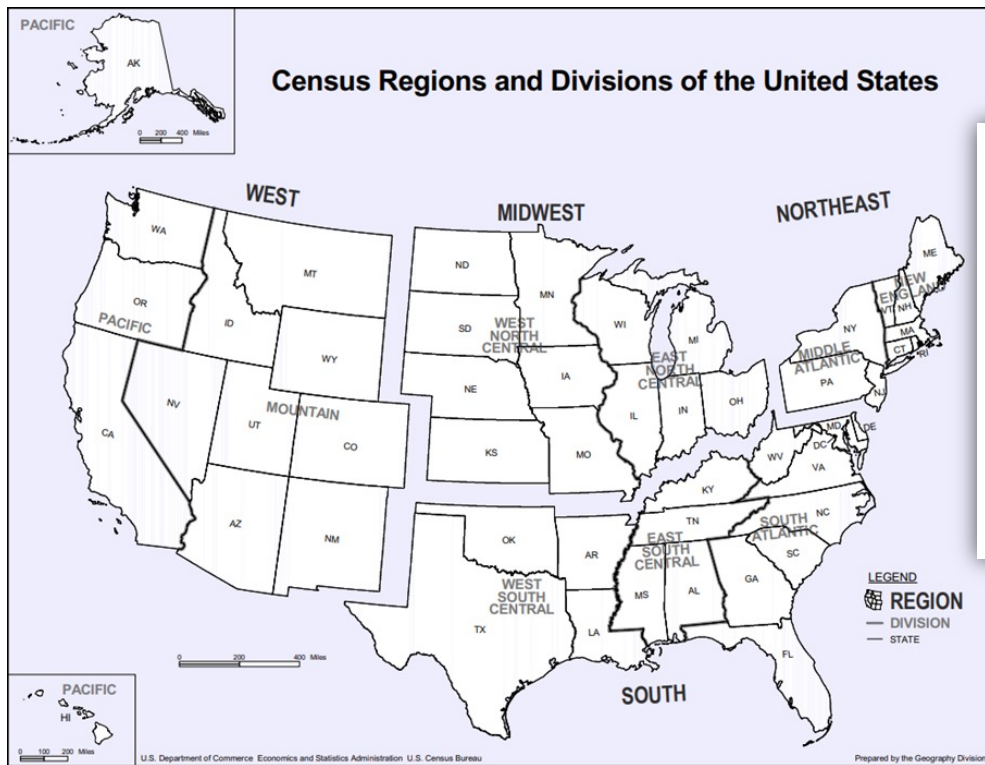 PACIFIC
AK
0 200 400 Miles
Census Regions and Divisions of the United States
WEST
MIDWEST
NORTHEAST
WA
MT
ND
MN
ME
OR
ID
SD
WI
MI
NEW
ENGLAND
VT
NH
NY
MA
PACIFIC
WY
WEST
NORTH
CENTRAL
EAST
NORTH
CENTRAL
MIDDLE
ATLANTIC
CT
RI
NE
IA
PA
NJ
NV
MOUNTAIN
UT
CO
IL
IN
OH
CA
KS
MO
WV
MD
DE
DC
VA
KY
AZ
NM
OK
AR
TN
NC
SOUTH
ATLANTIC
EAST
SOUTH
CENTRAL
SC
WEST
SOUTH
CENTRAL
MS
AL
GA
TX
LA
FL
LEGEND
REGION
DIVISION
STATE
0 200 400 Miles
SOUTH
PACIFIC
HI
0 100 200 Miles
U.S. Department of Commerce Economics and Statistics Administration U.S. Census Bureau
Prepared by the Geography Division